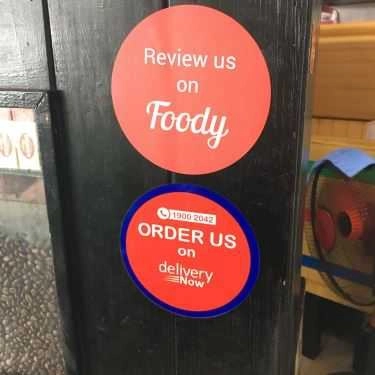 Review us
on
Foody
1900 2042
ORDER US
on
delivery
Now